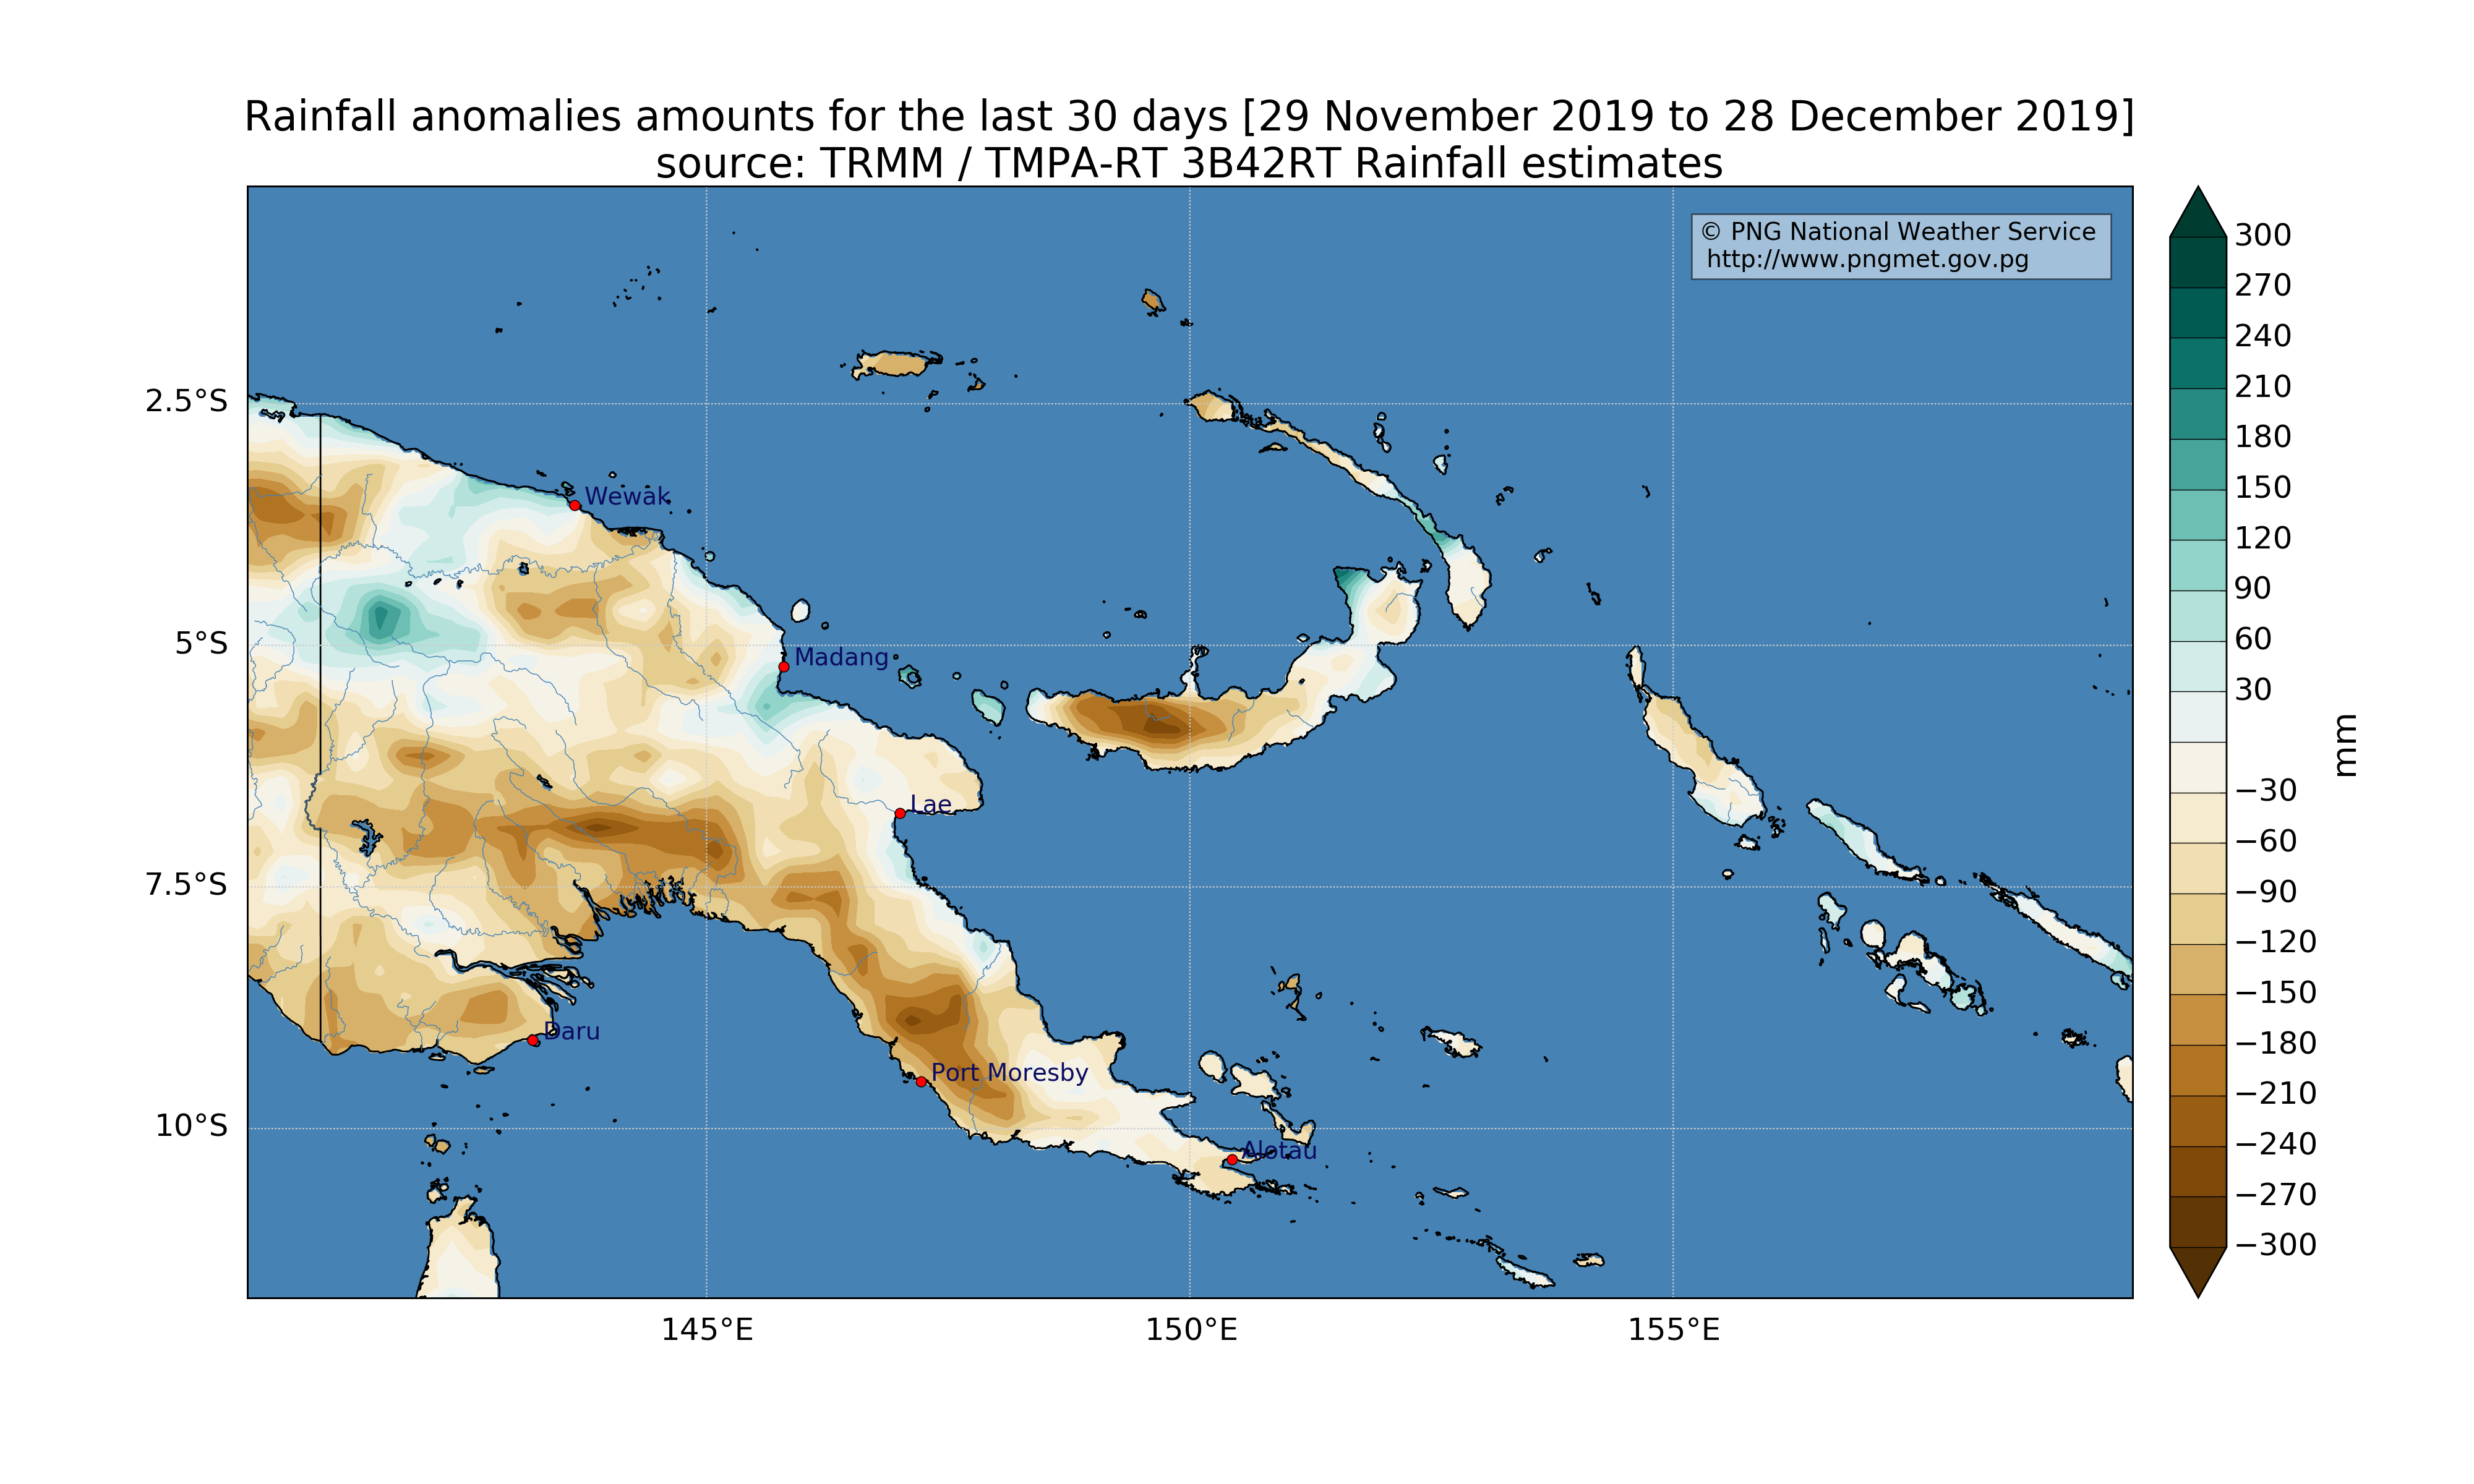 Rainfall anomalies amounts for the last 30 days [29 November 2019 to 28 December 2019]
source: TRMM / TMPA-RT 3B42RT Rainfall estimates
© PNG National Weather Service
http://www.pngmet.gov.pg
2.5°S
5°S
7.5°S
10°S
Wewak
Madang
Lae
Daru
Port Moresby
Alotau
145°E
150°E
155°E
300
270
240
210
180
150
120
90
60
30
−30
−60
−90
−120
−150
−180
−210
−240
−270
−300
mm